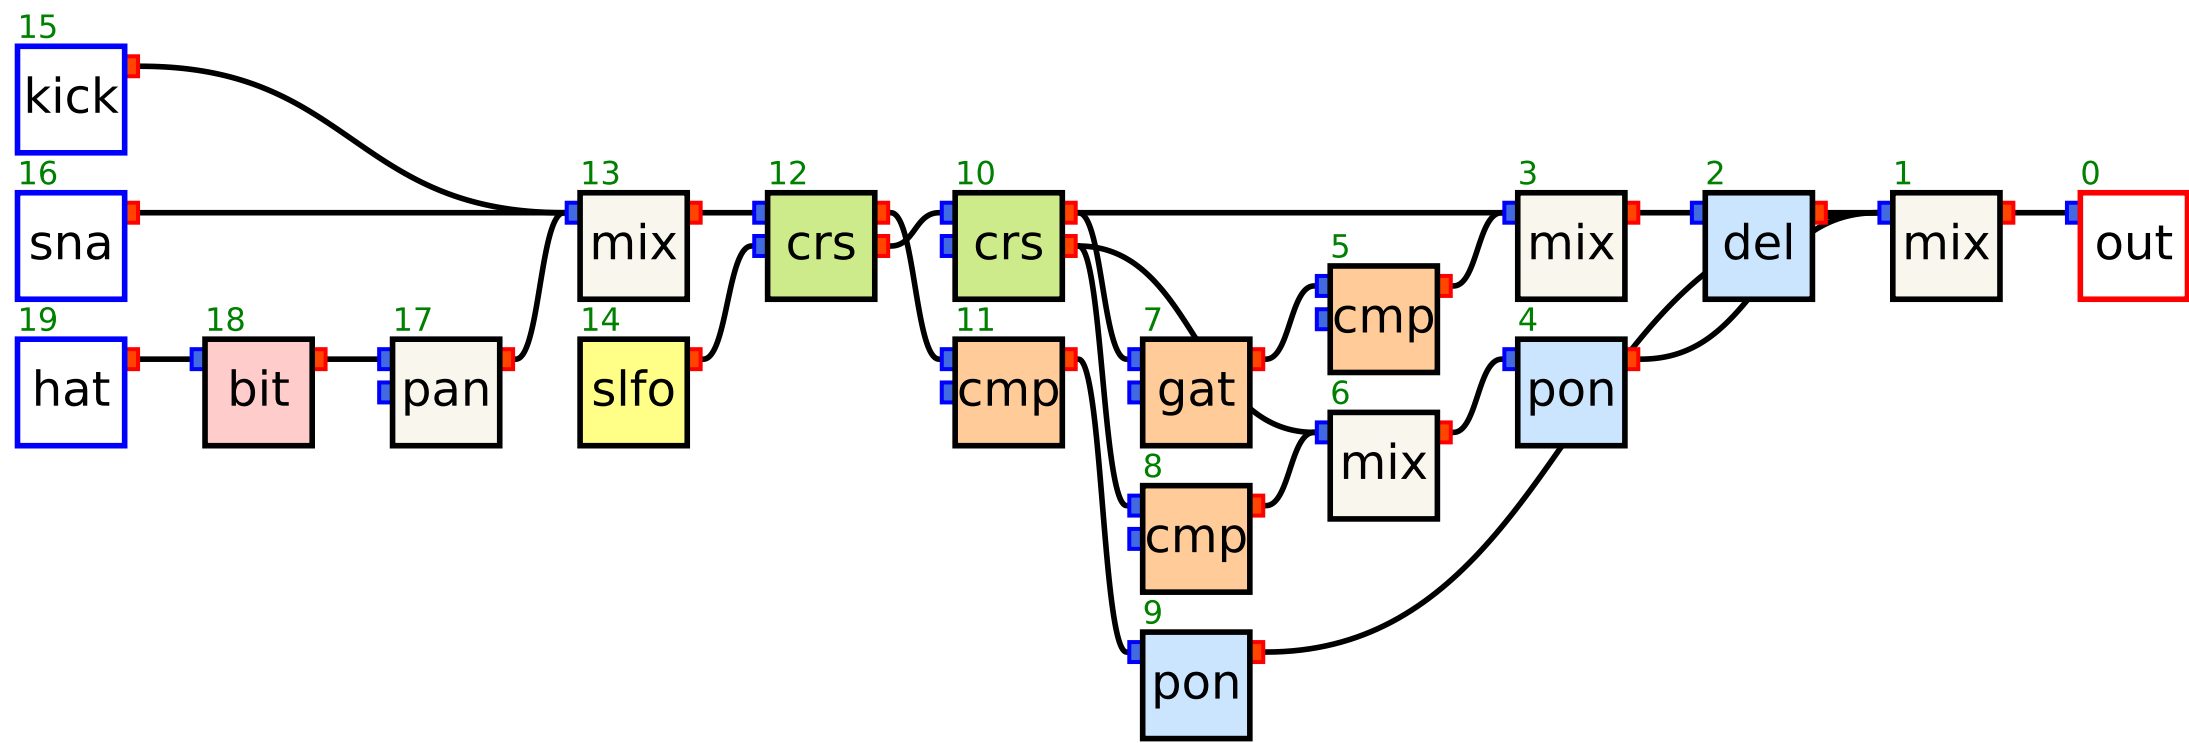 15
kick
16
sna
19
hat
18
bit
17
pan
13
mix
14
slfo
12
crs
10
crs
11
cmp
7
gat
8
cmp
9
pon
5
cmp
6
mix
3
mix
4
pon
2
del
1
mix
0
out